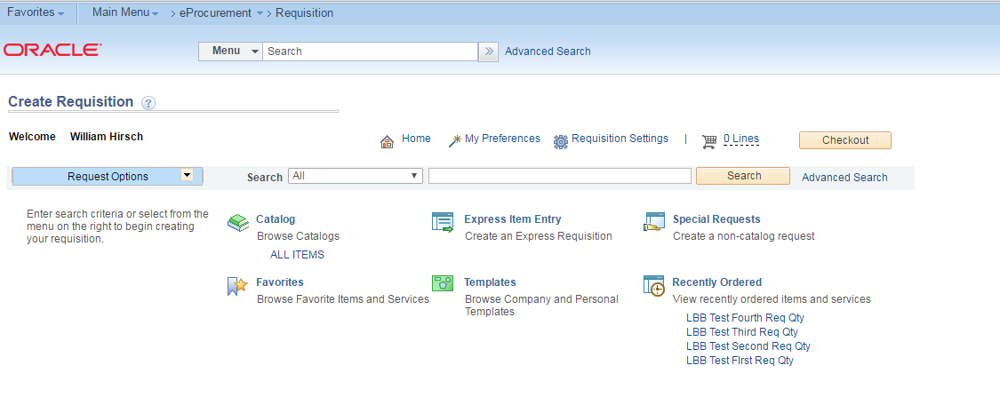 Favorites Main Menu > eProcurement > Requisition
ORACLE
Menu Search » Advanced Search
Create Requisition ?
Welcome William Hirsch
Home My Preferences Requisition Settings | 0 Lines Checkout
Request Options Search All Search Advanced Search
Enter search criteria or select from the
menu on the right to begin creating
your requisition.
Catalog
Browse Catalogs
ALL ITEMS
Express Item Entry
Create an Express Requisition
Special Requests
Create a non-catalog request
Favorites
Browse Favorite Items and Services
Templates
Browse Company and Personal
Templates
Recently Ordered
View recently ordered items and services
LBB Test Fourth Req Qty
LBB Test Third Req Qty
LBB Test Second Req Qty
LBB Test FIrst Req Qty